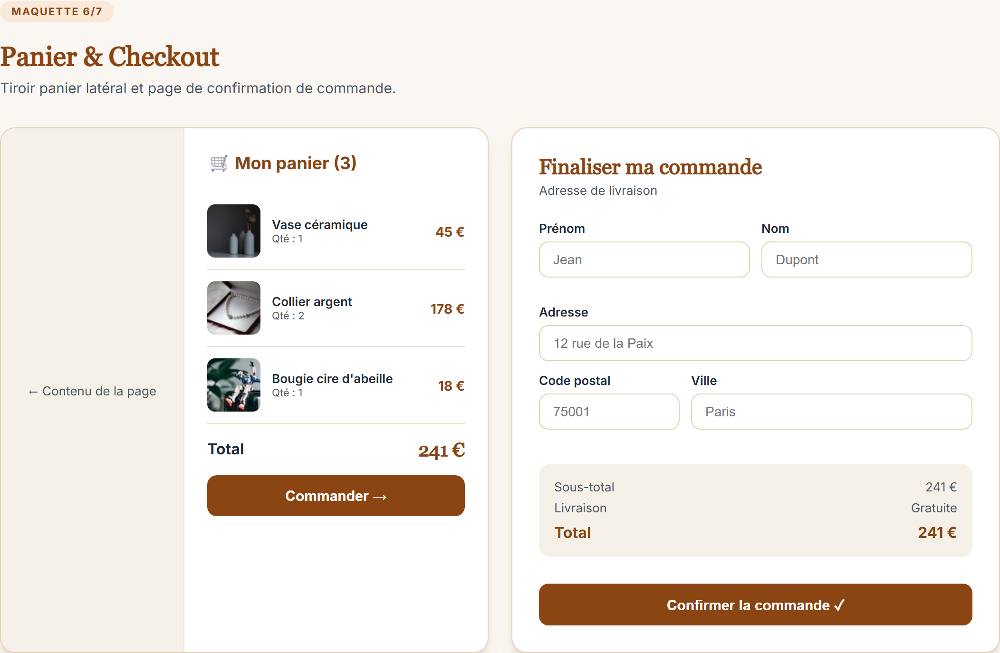 MAQUETTE 6/7
Panier & Checkout
Tiroir panier latéral et page de confirmation de commande.
← Contenu de la page
🛒 Mon panier (3)
Vase céramique
Qté : 1
45 €
Collier argent
Qté : 2
178 €
Bougie cire d'abeille
Qté : 1
18 €
Total
241 €
Commander →
Finaliser ma commande
Adresse de livraison
Prénom
Nom
Jean
Dupont
Adresse
12 rue de la Paix
Code postal
Ville
75001
Paris
Sous-total
241 €
Livraison
Gratuite
Total
241 €
Confirmer la commande ✓